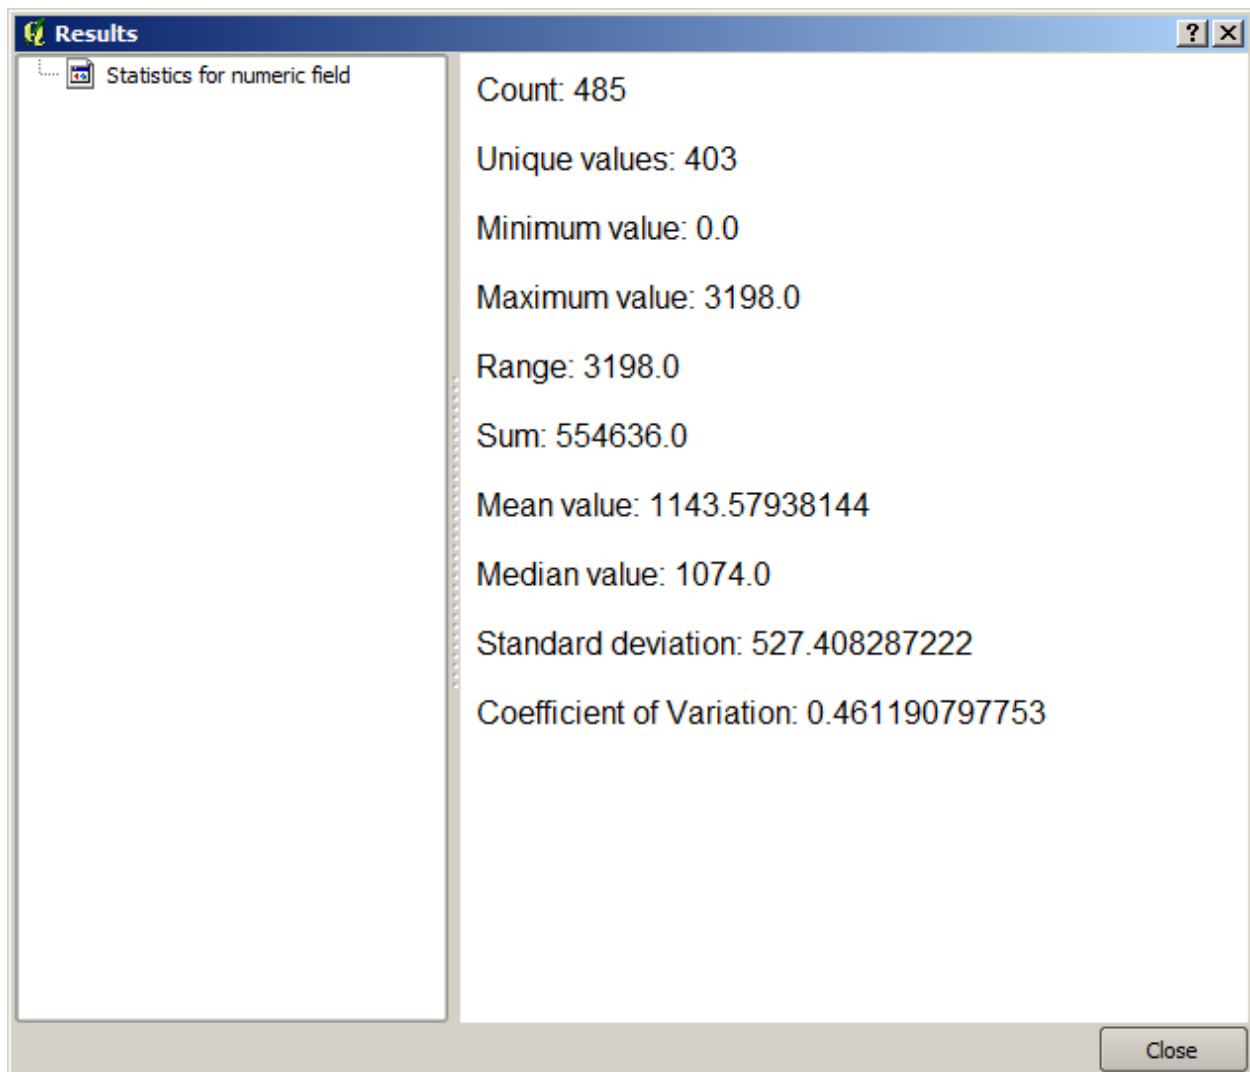 Results
Statistics for numeric field
Count: 485
Unique values: 403
Minimum value: 0.0
Maximum value: 3198.0
Range: 3198.0
Sum: 554636.0
Mean value: 1143.57938144
Median value: 1074.0
Standard deviation: 527.408287222
Coefficient of Variation: 0.461190797753
Close